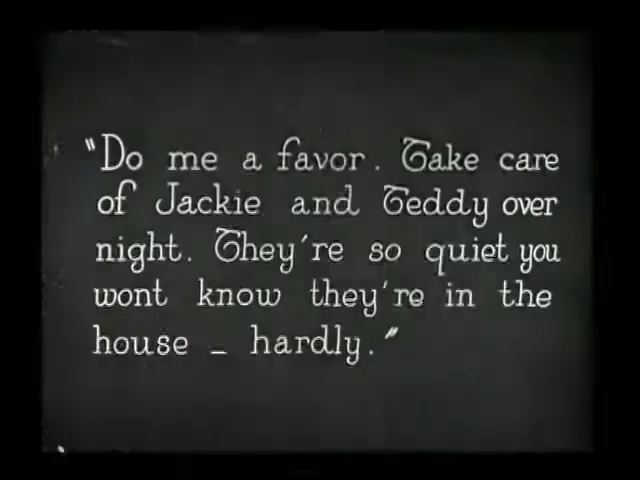 "Do me a favor. Take care
of Jackie and Teddy over
night. They're so quiet you
wont know they're in the
house - hardly."